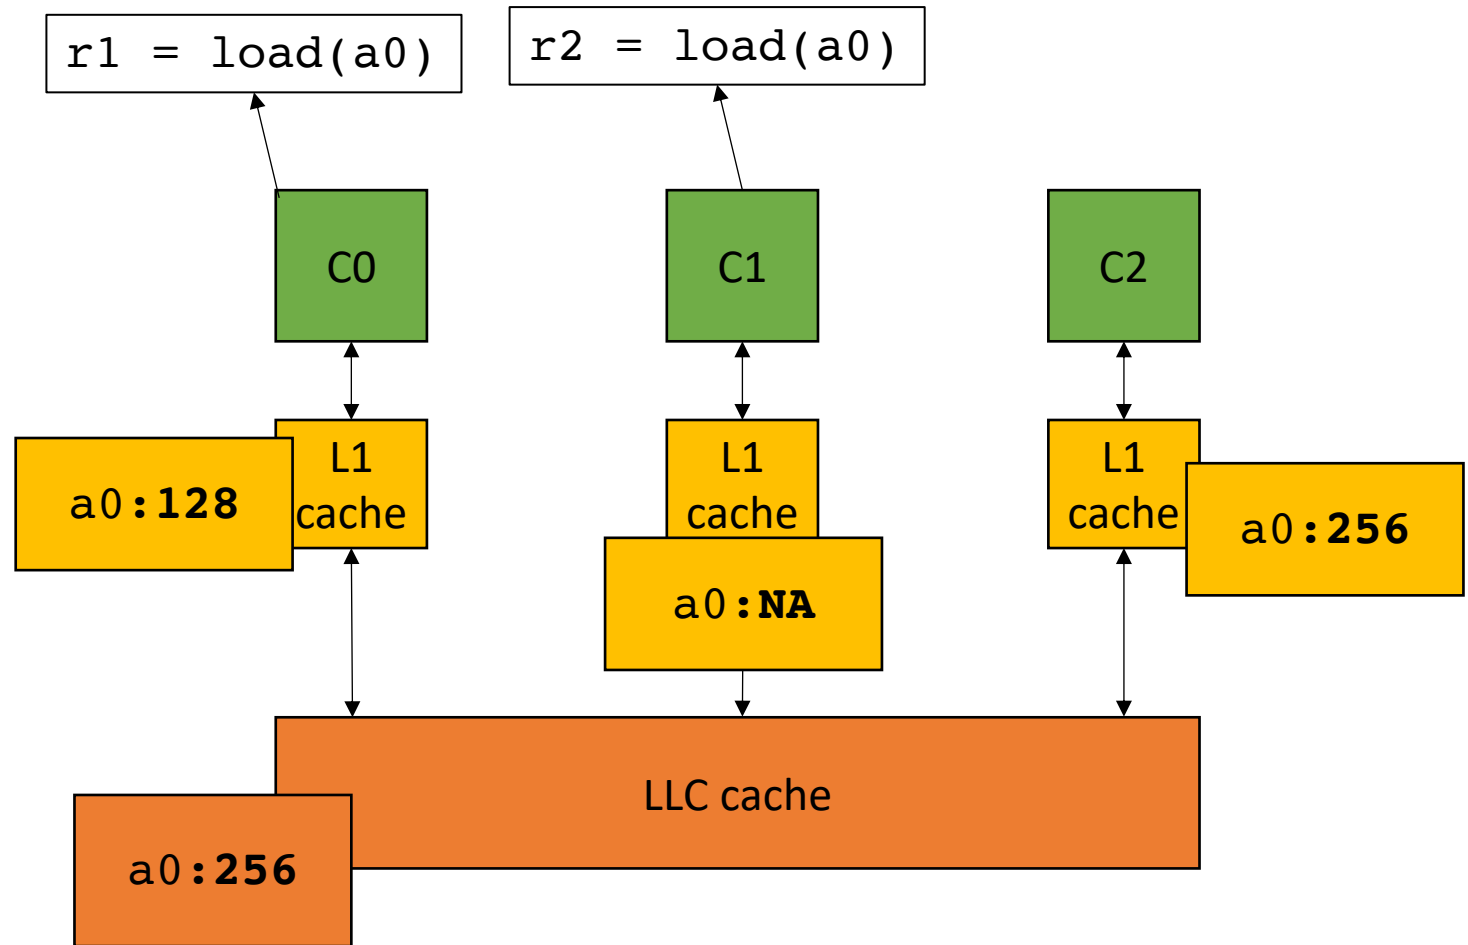 r1 = load(a0)
r2 = load(a0)
C0
C1
C2
L1
cache
L1
cache
L1
cache
a0:128
a0:NA
a0:256
LLC cache
a0:256